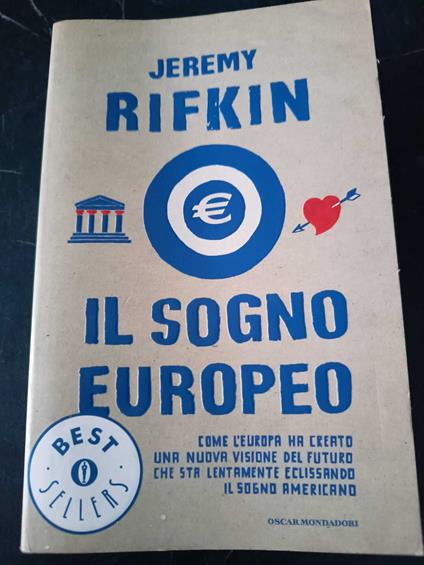 JEREMY
RIFKIN
€
IL SOGNO
EUROPEO
COME L'EUROPA HA CREATO
UNA NUOVA VISIONE DEL FUTURO
CHE STA LENTAMENTE ECLISSANDO
IL SOGNO AMERICANO
BEST
SELLERS
OSCAR MONDADORI